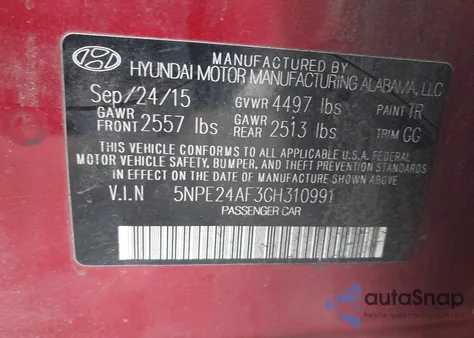 MANUFACTURED BY
HYUNDAI MOTOR MANUFACTURING ALABAMA, LLC
Sep/24/15 GVWR 4497 lbs PAINT TR
GAWR FRONT 2557 lbs GAWR REAR 2513 lbs TRIM GG
THIS VEHICLE CONFORMS TO ALL APPLICABLE U.S.A. FEDERAL
MOTOR VEHICLE SAFETY, BUMPER, AND THEFT PREVENTION STANDARDS
IN EFFECT ON THE DATE OF MANUFACTURE SHOWN ABOVE.
V.I.N 5NPE24AF3GH310991
PASSENGER CAR
autoSnap